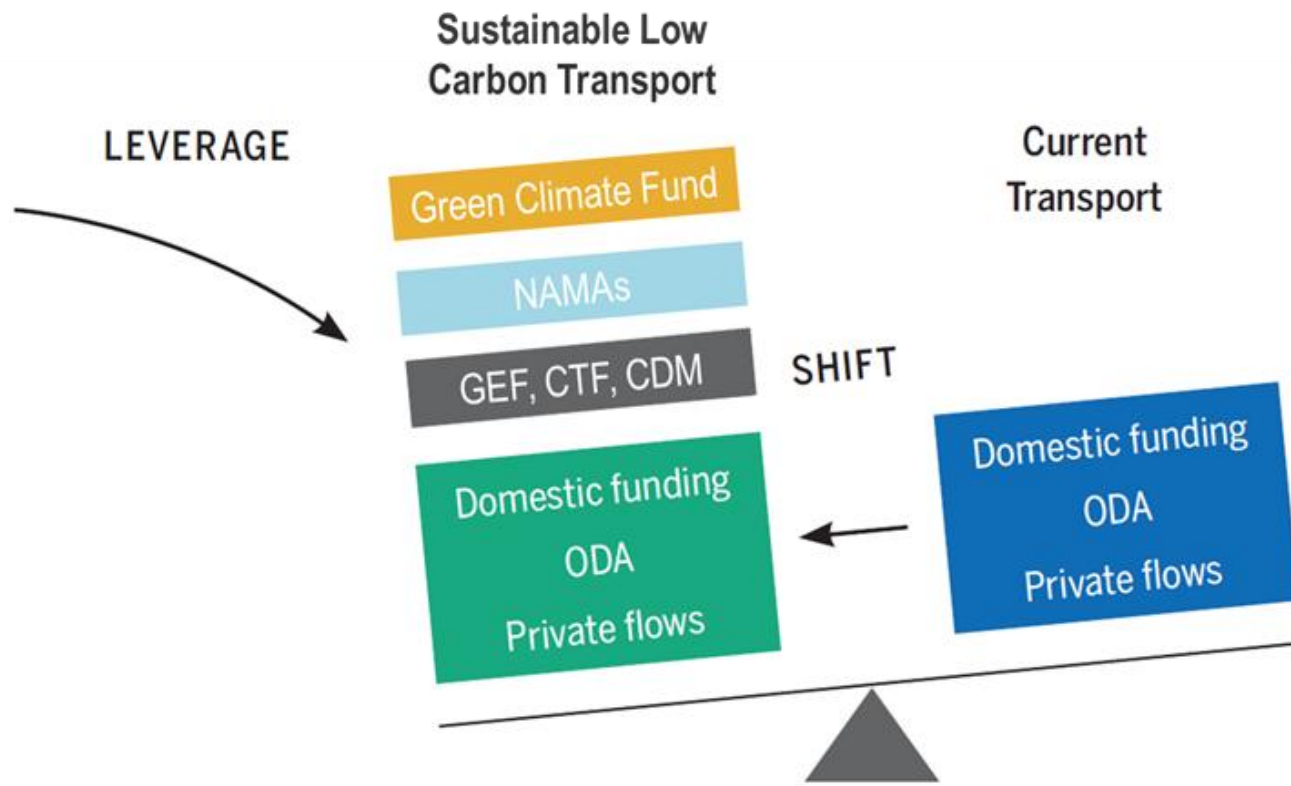 Sustainable Low
Carbon Transport
LEVERAGE
Current
Transport
Green Climate Fund
NAMAs
GEF, CTF, CDM
SHIFT
Domestic funding
ODA
Private flows
Domestic funding
ODA
Private flows